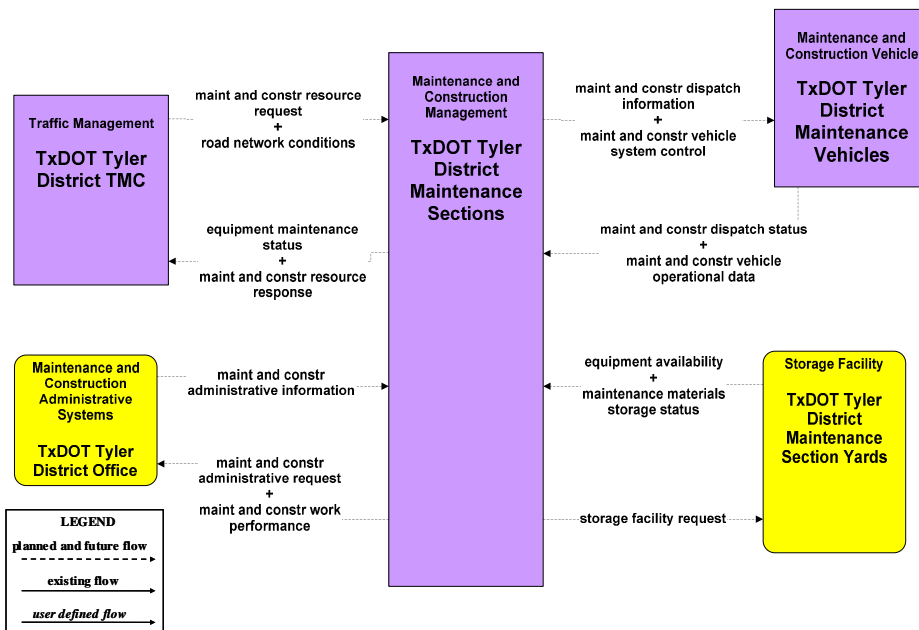 Traffic Management
TxDOT Tyler
District TMC
maint and constr resource
request
+
road network conditions
equipment maintenance
status
+
maint and constr resource
response
Maintenance and
Construction
Management
TxDOT Tyler
District
Maintenance
Sections
maint and constr dispatch
information
+
maint and constr vehicle
system control
Maintenance and
Construction Vehicle
TxDOT Tyler
District
Maintenance
Vehicles
maint and constr dispatch status
+
maint and constr vehicle
operational data
Maintenance and
Construction
Administrative
Systems
TxDOT Tyler
District Office
maint and constr
administrative information
maint and constr
administrative request
+
maint and constr work
performance
equipment availability
+
maintenance materials
storage status
Storage Facility
TxDOT Tyler
District
Maintenance
Section Yards
storage facility request
LEGEND
planned and future flow
existing flow
user defined flow